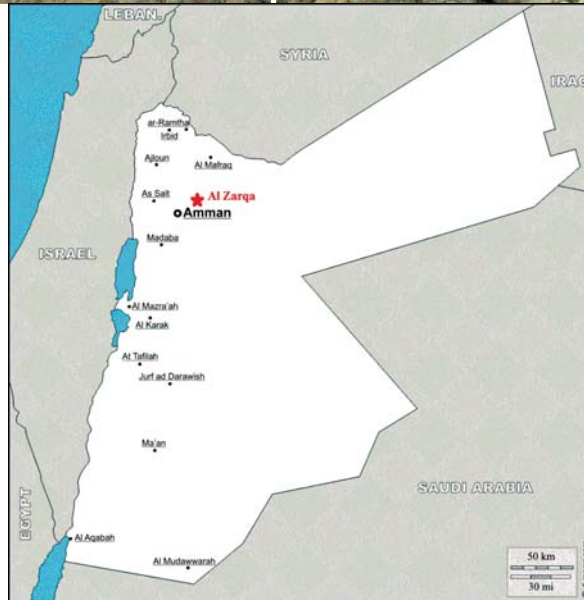 LEBAN.
SYRIA
IRAQ
ar-Ramtha
Irbid
Ajloun
Al Mafraq
As Salt
Al Zarqa
Amman
Madaba
ISRAEL
Al Mazra'ah
Al Karak
At Tafilah
Jurf ad Darawish
Ma'an
SAUDI ARABIA
EGYPT
Al Aqabah
Al Mudawwarah
50 km
30 mi